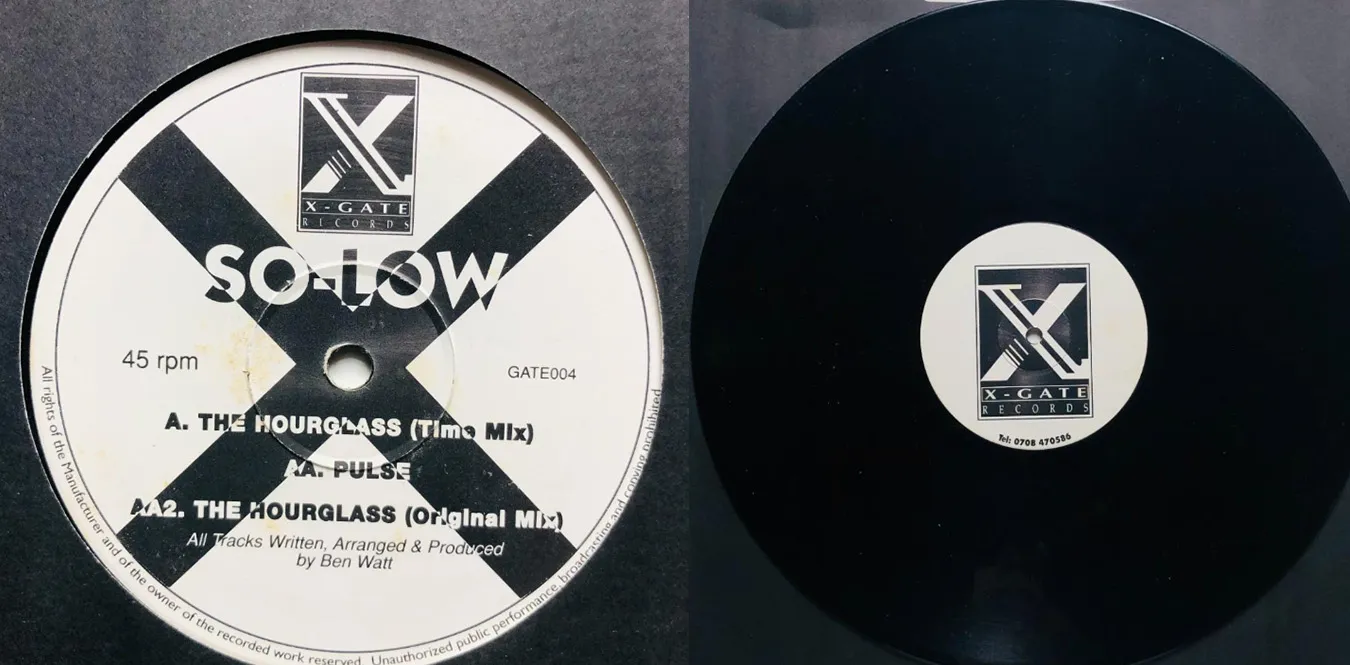 X
X-GATE
RECORDS
SO-LOW
45 rpm
GATE004
A. THE HOURGLASS (Time Mix)
AA. PULSE
AA2. THE HOURGLASS (Original Mix)
All Tracks Written, Arranged & Produced
by Ben Watt
All rights of the Manufacturer and of the owner of the recorded work reserved. Unauthorized public performance, broadcasting and copying prohibited
X
X-GATE
RECORDS
Tel: 0708 470586